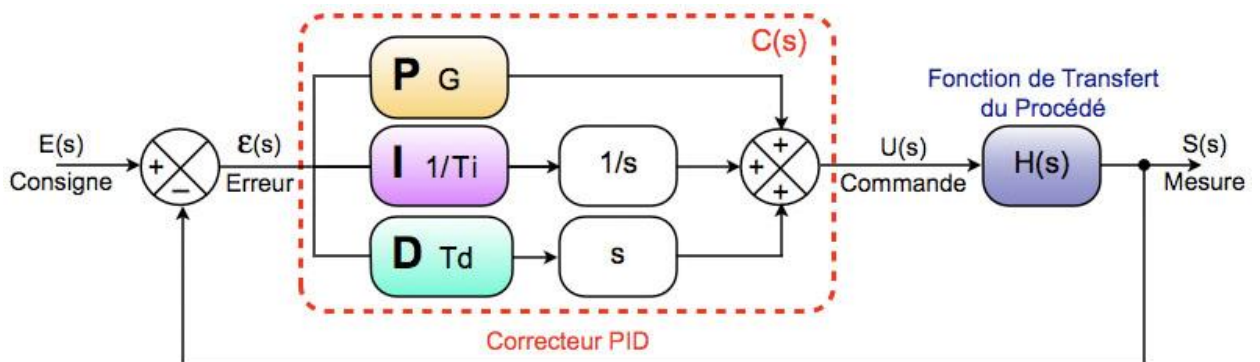 C(s)
P G
Fonction de Transfert
du Procédé
E(s)
Consigne
+
−
ε(s)
Erreur
I 1/Ti
1/s
+
+
+
U(s)
Commande
H(s)
S(s)
Mesure
D Td
s
Correcteur PID